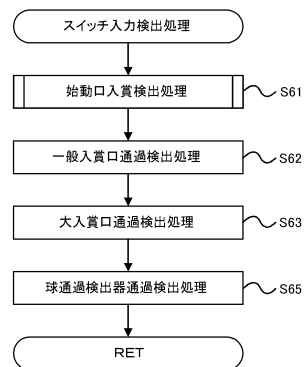 スイッチ入力検出処理
始動口入賞検出処理 S61
一般入賞口通過検出処理 S62
大入賞口通過検出処理 S63
球通過検出器通過検出処理 S65
RET